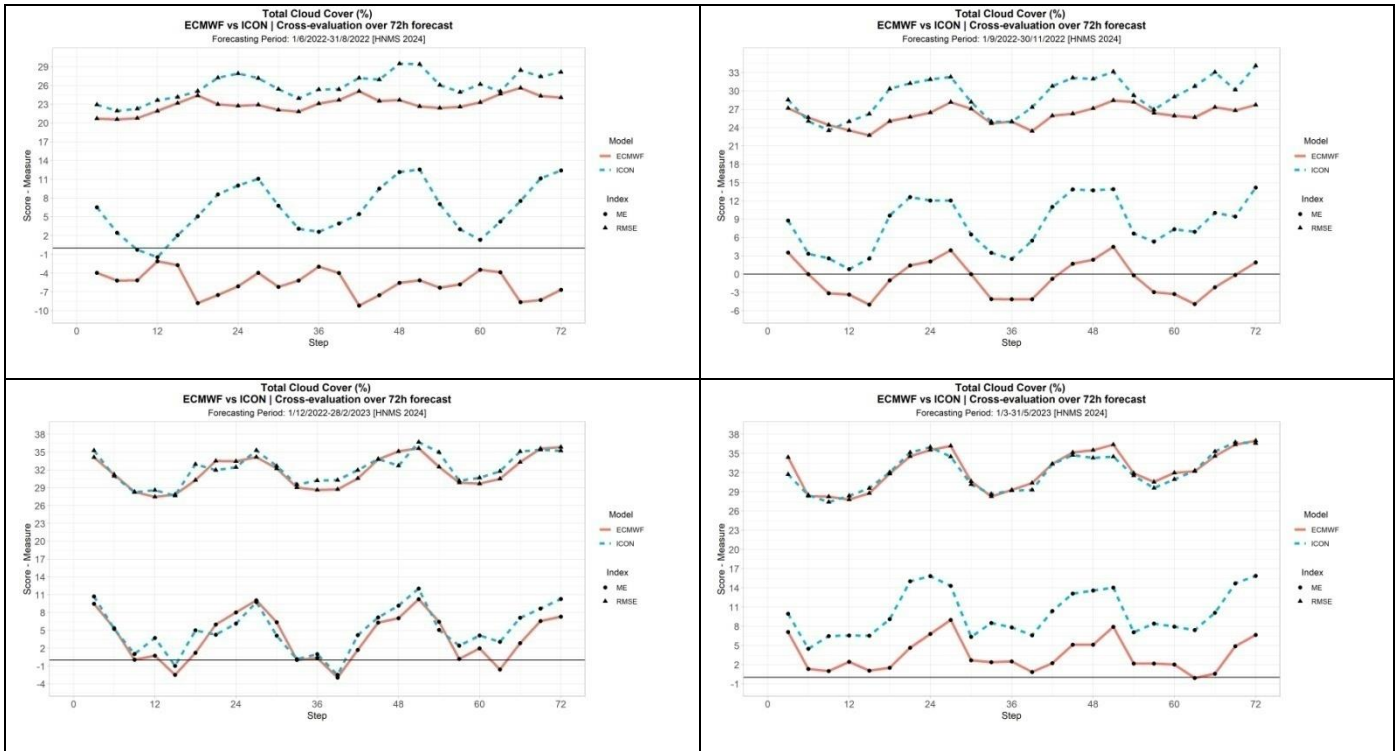 Total Cloud Cover (%)
ECMWF vs ICON | Cross-evaluation over 72h forecast
Forecasting Period: 1/6/2022-31/8/2022 [HNMS 2024]
Score - Measure
29
26
23
20
17
14
11
8
5
2
-1
-4
-7
-10
0
12
24
36
48
60
72
Step
Model
ECMWF
ICON
Index
ME
RMSE
Total Cloud Cover (%)
ECMWF vs ICON | Cross-evaluation over 72h forecast
Forecasting Period: 1/9/2022-30/11/2022 [HNMS 2024]
Score - Measure
33
30
27
24
21
18
15
12
9
6
3
0
-3
-6
0
12
24
36
48
60
72
Step
Model
ECMWF
ICON
Index
ME
RMSE
Total Cloud Cover (%)
ECMWF vs ICON | Cross-evaluation over 72h forecast
Forecasting Period: 1/12/2022-28/2/2023 [HNMS 2024]
Score - Measure
38
35
32
29
26
23
20
17
14
11
8
5
2
-1
-4
0
12
24
36
48
60
72
Step
Model
ECMWF
ICON
Index
ME
RMSE
Total Cloud Cover (%)
ECMWF vs ICON | Cross-evaluation over 72h forecast
Forecasting Period: 1/3-31/5/2023 [HNMS 2024]
Score - Measure
38
35
32
29
26
23
20
17
14
11
8
5
2
-1
0
12
24
36
48
60
72
Step
Model
ECMWF
ICON
Index
ME
RMSE